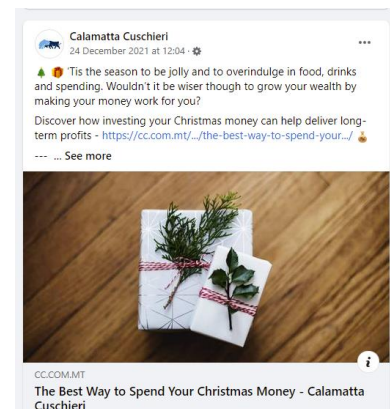 Calamatta Cuschieri
24 December 2021 at 12:04 ·
'Tis the season to be jolly and to overindulge in food, drinks
and spending. Wouldn't it be wiser though to grow your wealth by
making your money work for you?
Discover how investing your Christmas money can help deliver long-
term profits - https://cc.com.mt/.../the-best-way-to-spend-your.../
--- ... See more
CC.COM.MT
The Best Way to Spend Your Christmas Money - Calamatta
Cuschieri